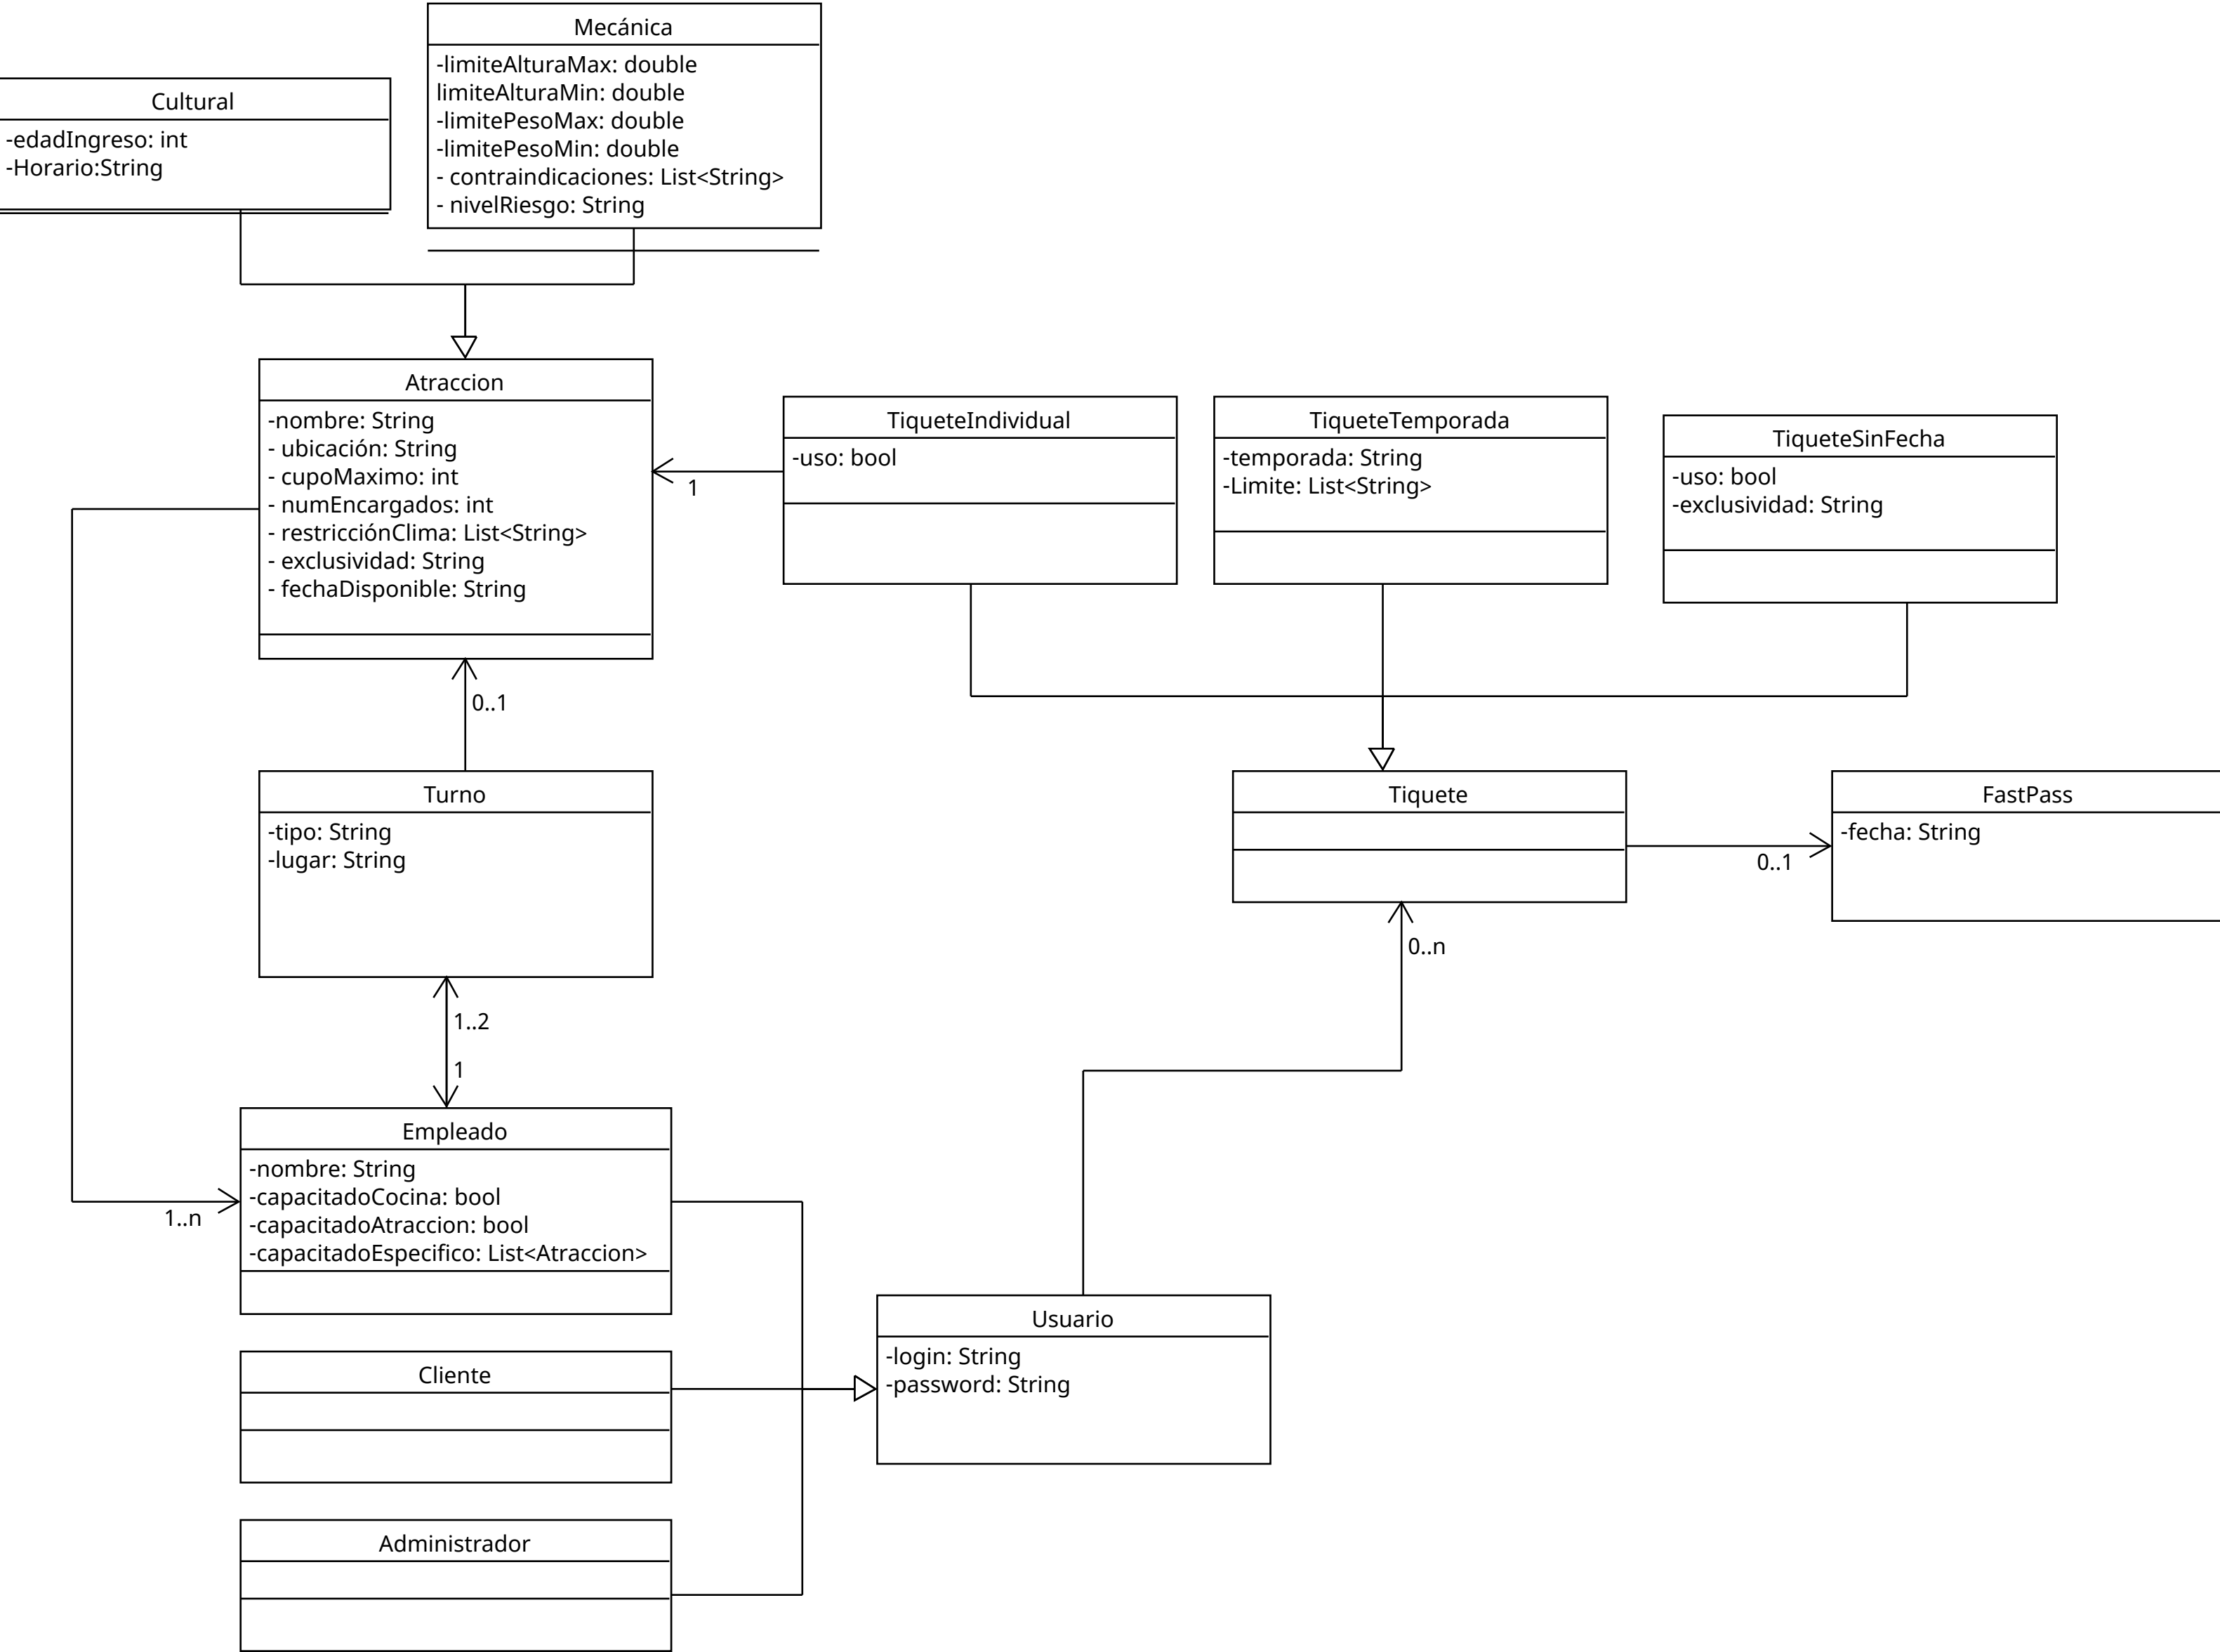 Mecánica
-limiteAlturaMax: double
limiteAlturaMin: double
-limitePesoMax: double
-limitePesoMin: double
- contraindicaciones: List<String>
- nivelRiesgo: String
Cultural
-edadIngreso: int
-Horario:String
Atraccion
-nombre: String
- ubicación: String
- cupoMaximo: int
- numEncargados: int
- restricciónClima: List<String>
- exclusividad: String
- fechaDisponible: String
TiqueteIndividual
-uso: bool
1
TiqueteTemporada
-temporada: String
-Limite: List<String>
TiqueteSinFecha
-uso: bool
-exclusividad: String
0..1
Turno
-tipo: String
-lugar: String
Tiquete
0..1
FastPass
-fecha: String
0..n
1..2
1
Empleado
-nombre: String
-capacitadoCocina: bool
-capacitadoAtraccion: bool
-capacitadoEspecifico: List<Atraccion>
1..n
Usuario
-login: String
-password: String
Cliente
Administrador